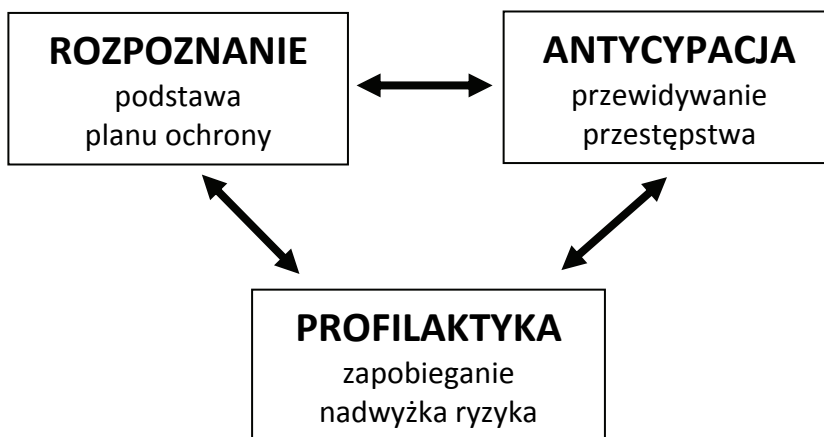 ROZPOZNANIE
podstawa
planu ochrony
ANTYCYPACJA
przewidywanie
przestępstwa
PROFILAKTYKA
zapobieganie
nadwyżka ryzyka